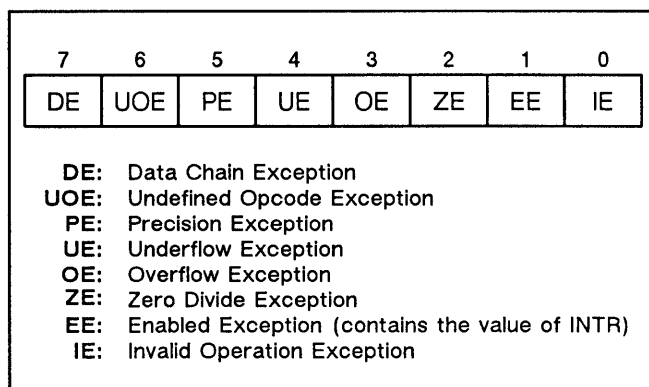 7 6 5 4 3 2 1 0
DE UOE PE UE OE ZE EE IE
DE: Data Chain Exception
UOE: Undefined Opcode Exception
PE: Precision Exception
UE: Underflow Exception
OE: Overflow Exception
ZE: Zero Divide Exception
EE: Enabled Exception (contains the value of INTR)
IE: Invalid Operation Exception